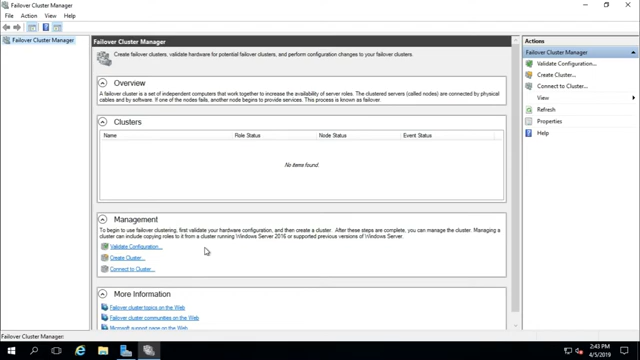 Failover Cluster Manager
File Action View Help
Failover Cluster Manager
Failover Cluster Manager
Create failover clusters, validate hardware for potential failover clusters, and perform configuration changes to your failover clusters.
Overview
A failover cluster is a set of independent computers that work together to increase the availability of server roles. The clustered servers (called nodes) are connected by physical
cables and by software. If one of the nodes fails, another node begins to provide services. This process is known as failover.
Clusters
Name Role Status Node Status Event Status
No items found.
Management
To begin to use failover clustering, first validate your hardware configuration, and then create a cluster. After these steps are complete, you can manage the cluster. Managing a
cluster can include copying roles to it from a cluster running Windows Server 2016 or supported previous versions of Windows Server.
Validate Configuration...
Create Cluster...
Connect to Cluster...
More Information
Failover cluster topics on the Web
Failover cluster communities on the Web
Microsoft support page on the Web
Actions
Failover Cluster Manager
Validate Configuration...
Create Cluster...
Connect to Cluster...
View
Refresh
Properties
Help
Failover Cluster Manager:
2:43 PM
4/5/2019